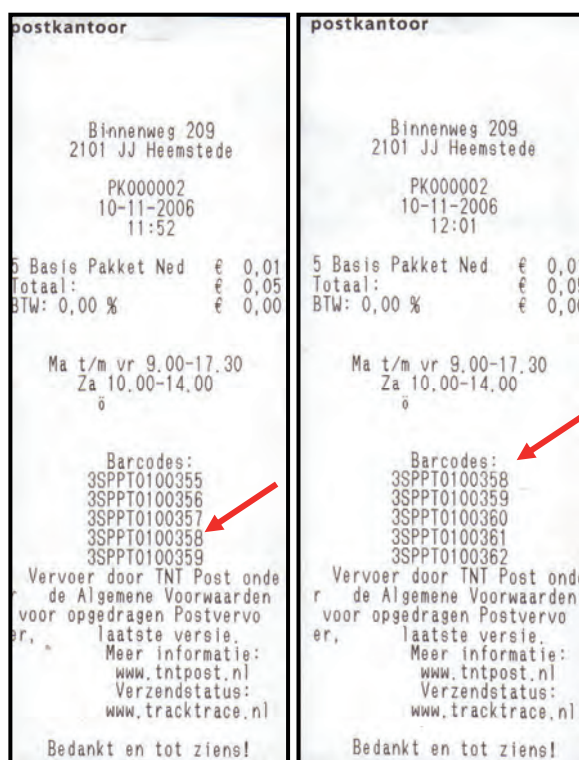 postkantoor
Binnenweg 209
2101 JJ Heemstede
PK000002
10-11-2006
11:52
5 Basis Pakket Ned € 0,01
Totaal: € 0,05
BTW: 0,00 % € 0,00
Ma t/m vr 9.00-17.30
Za 10.00-14.00
ö
Barcodes:
3SPPT0100355
3SPPT0100356
3SPPT0100357
3SPPT0100358
3SPPT0100359
Vervoer door TNT Post onde
r de Algemene Voorwaarden
voor opgedragen Postvervo
er, laatste versie.
Meer informatie:
www.tntpost.nl
Verzendstatus:
www.tracktrace.nl
Bedankt en tot ziens!
postkantoor
Binnenweg 209
2101 JJ Heemstede
PK000002
10-11-2006
12:01
5 Basis Pakket Ned € 0,0
Totaal: € 0,05
BTW: 0,00 % € 0,00
Ma t/m vr 9.00-17.30
Za 10.00-14.00
ö
Barcodes:
3SPPT0100358
3SPPT0100359
3SPPT0100360
3SPPT0100361
3SPPT0100362
Vervoer door TNT Post onde
r de Algemene Voorwaarden
voor opgedragen Postvervo
er, laatste versie.
Meer informatie:
www.tntpost.nl
Verzendstatus:
www.tracktrace.nl
Bedankt en tot ziens!